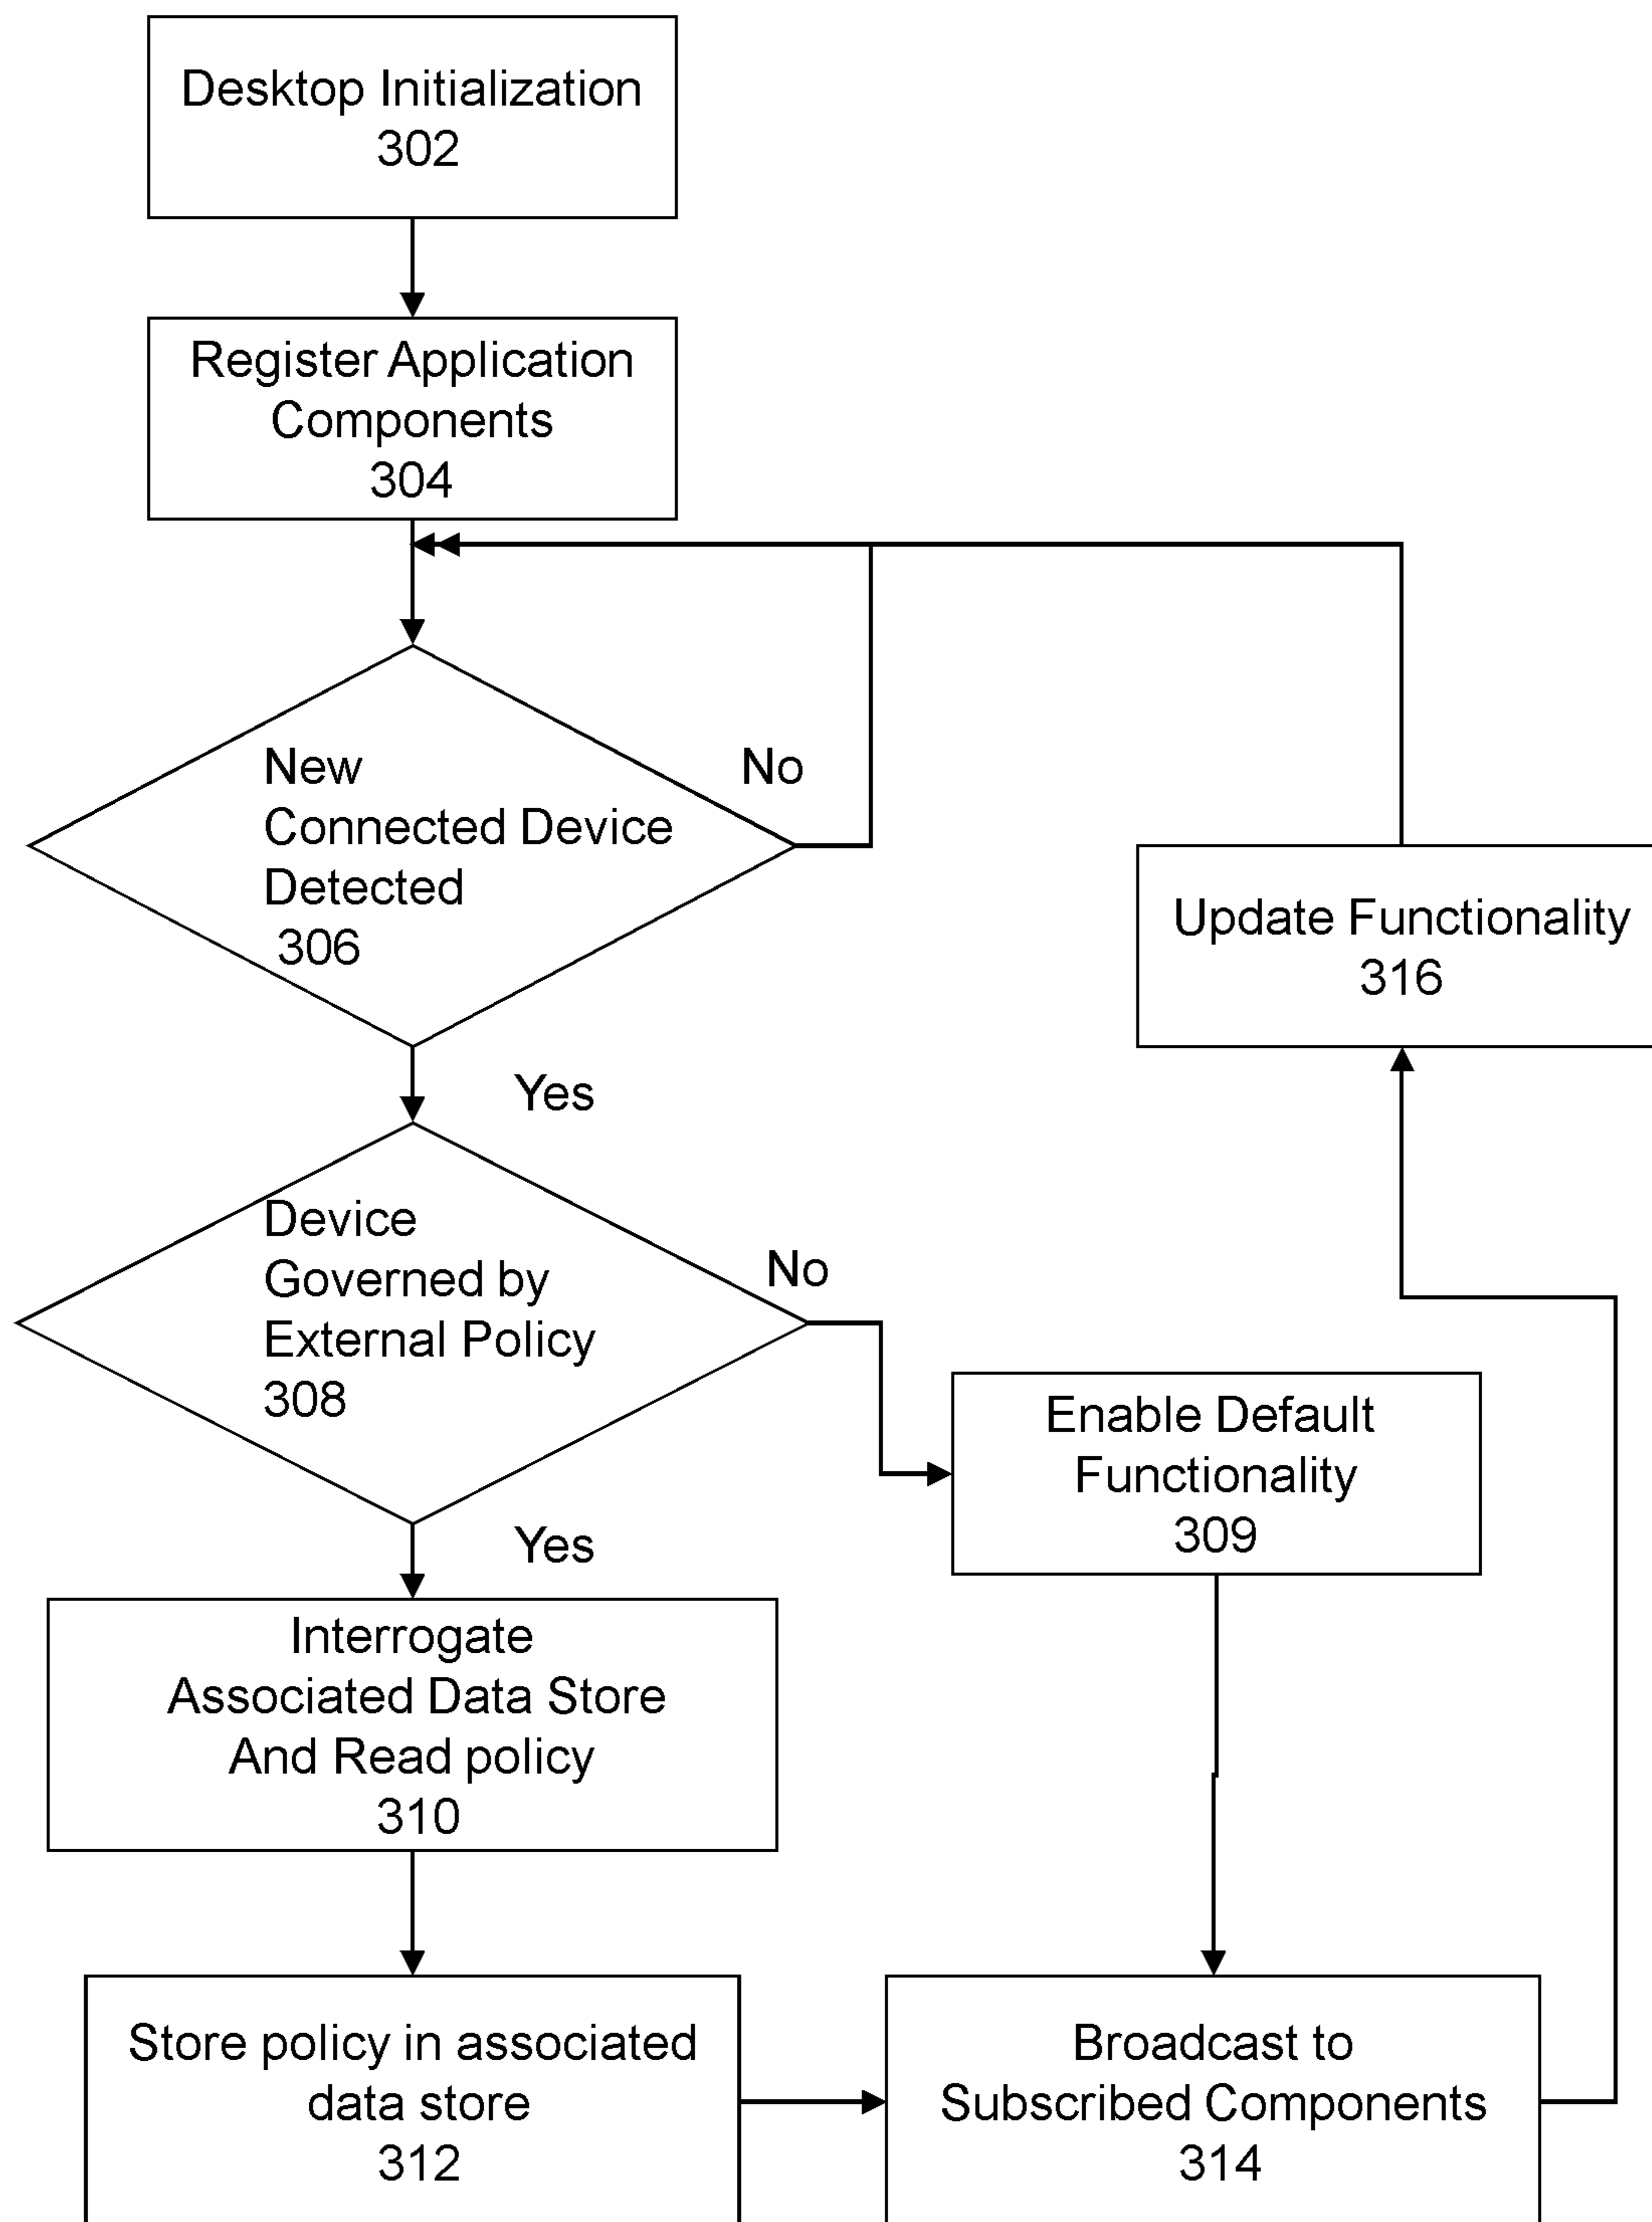 Desktop Initialization
302
Register Application
Components
304
New
Connected Device
Detected
306
No
Update Functionality
316
Yes
Device
Governed by
External Policy
308
No
Enable Default
Functionality
309
Yes
Interrogate
Associated Data Store
And Read policy
310
Store policy in associated
data store
312
Broadcast to
Subscribed Components
314